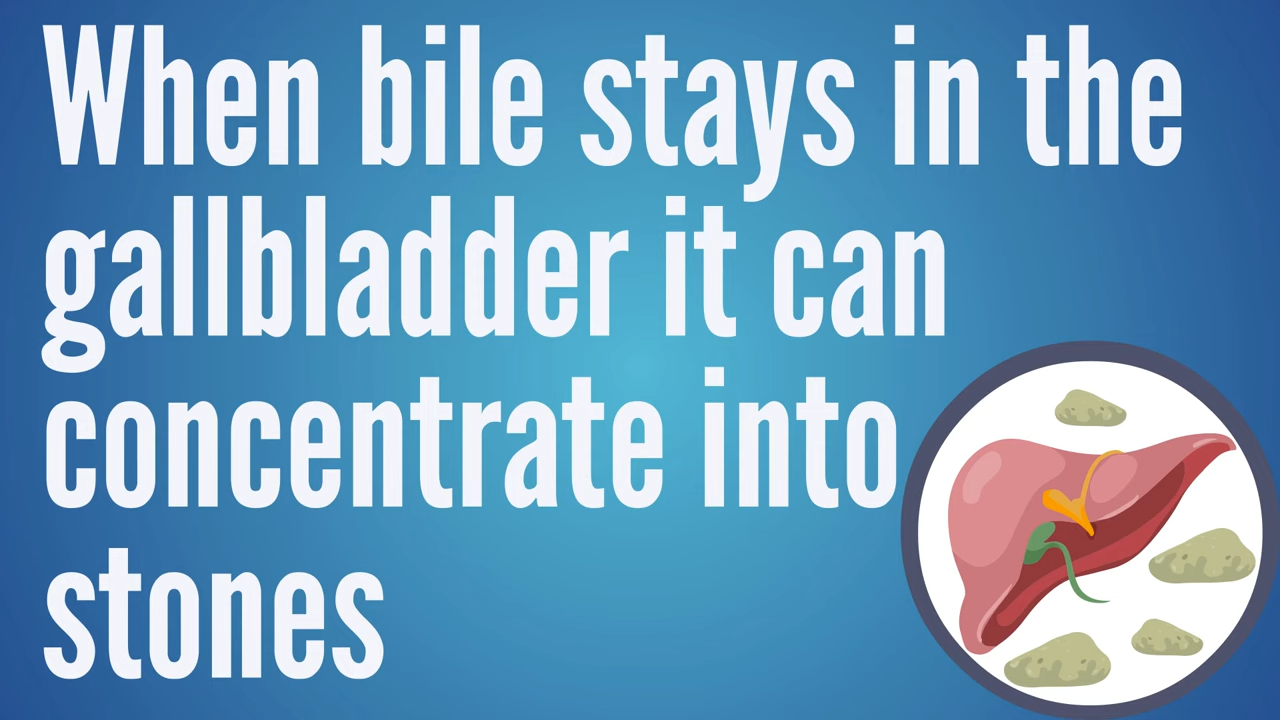 When bile stays in the
gallbladder it can
concentrate into
stones